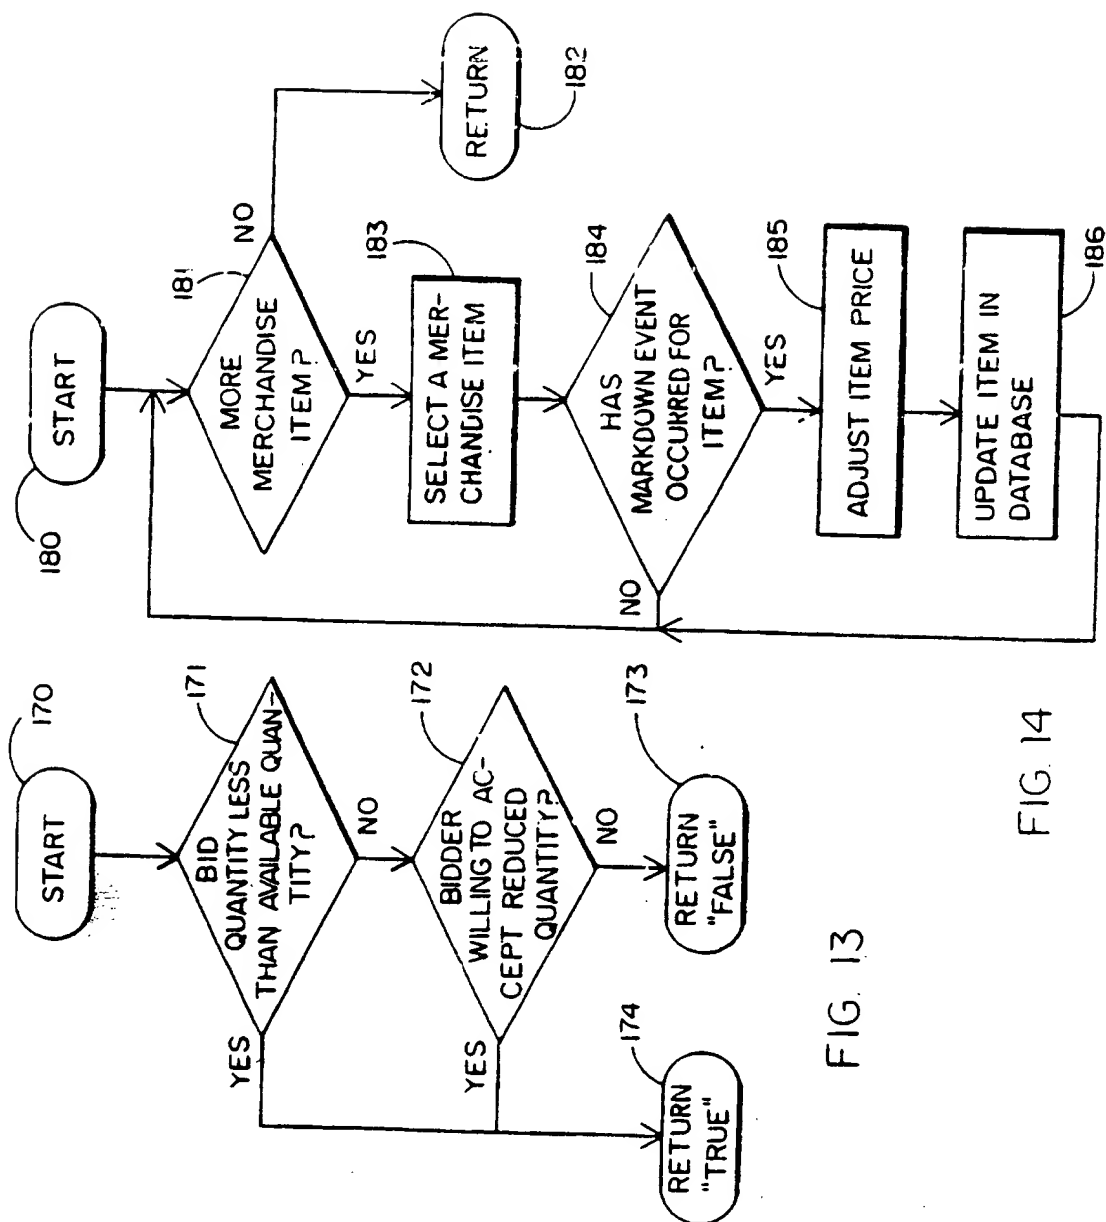 170
START
171
BID
QUANTITY LESS
THAN AVAILABLE QUAN-
TITY?
YES
NO
172
BIDDER
WILLING TO AC-
CEPT REDUCED
QUANTITY?
YES
NO
173
RETURN
"FALSE"
174
RETURN
"TRUE"
FIG. 13
180
START
181
MORE
MERCHANDISE
ITEM?
NO
YES
RETURN
182
183
SELECT A MER-
CHANDISE ITEM
184
HAS
MARKDOWN EVENT
OCCURRED FOR
ITEM?
NO
YES
185
ADJUST ITEM PRICE
UPDATE ITEM IN
DATABASE
186
FIG. 14